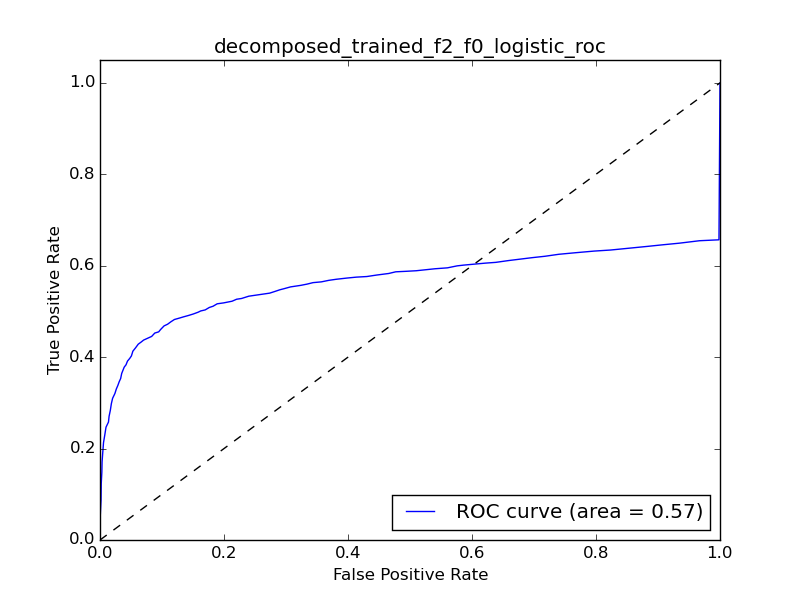 decomposed_trained_f2_f0_logistic_roc
1.0
0.8
0.6
0.4
0.2
0.0
True Positive Rate
ROC curve (area = 0.57)
0.0 0.2 0.4 0.6 0.8 1.0
False Positive Rate